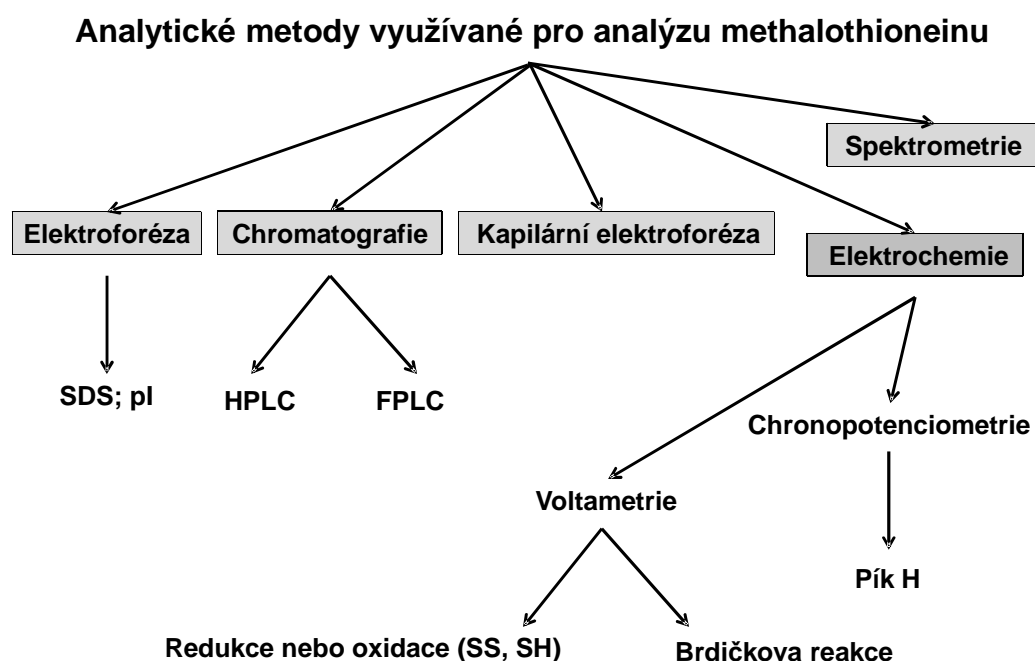 Analytické metody využívané pro analýzu methalothioneinu
Spektrometrie
Elektroforéza
Chromatografie
Kapilární elektroforéza
Elektrochemie
SDS; pI
HPLC
FPLC
Chronopotenciometrie
Voltametrie
Pík H
Redukce nebo oxidace (SS, SH)
Brdičkova reakce